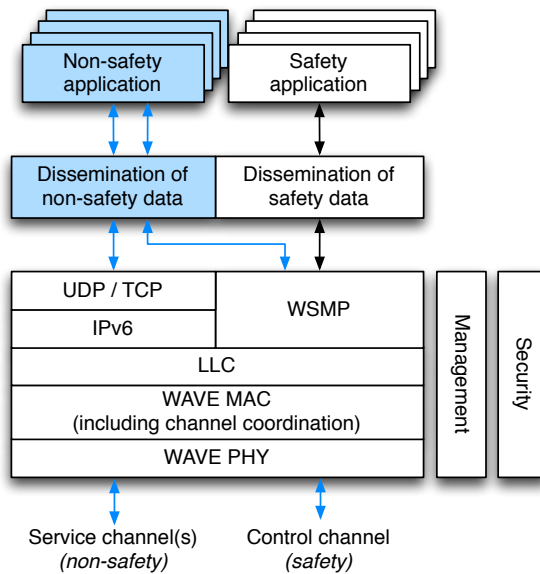 Non-safety
application
Safety
application
Dissemination of
non-safety data
Dissemination of
safety data
UDP / TCP
IPv6
WSMP
LLC
WAVE MAC
(including channel coordination)
WAVE PHY
Management
Security
Service channel(s)
(non-safety)
Control channel
(safety)